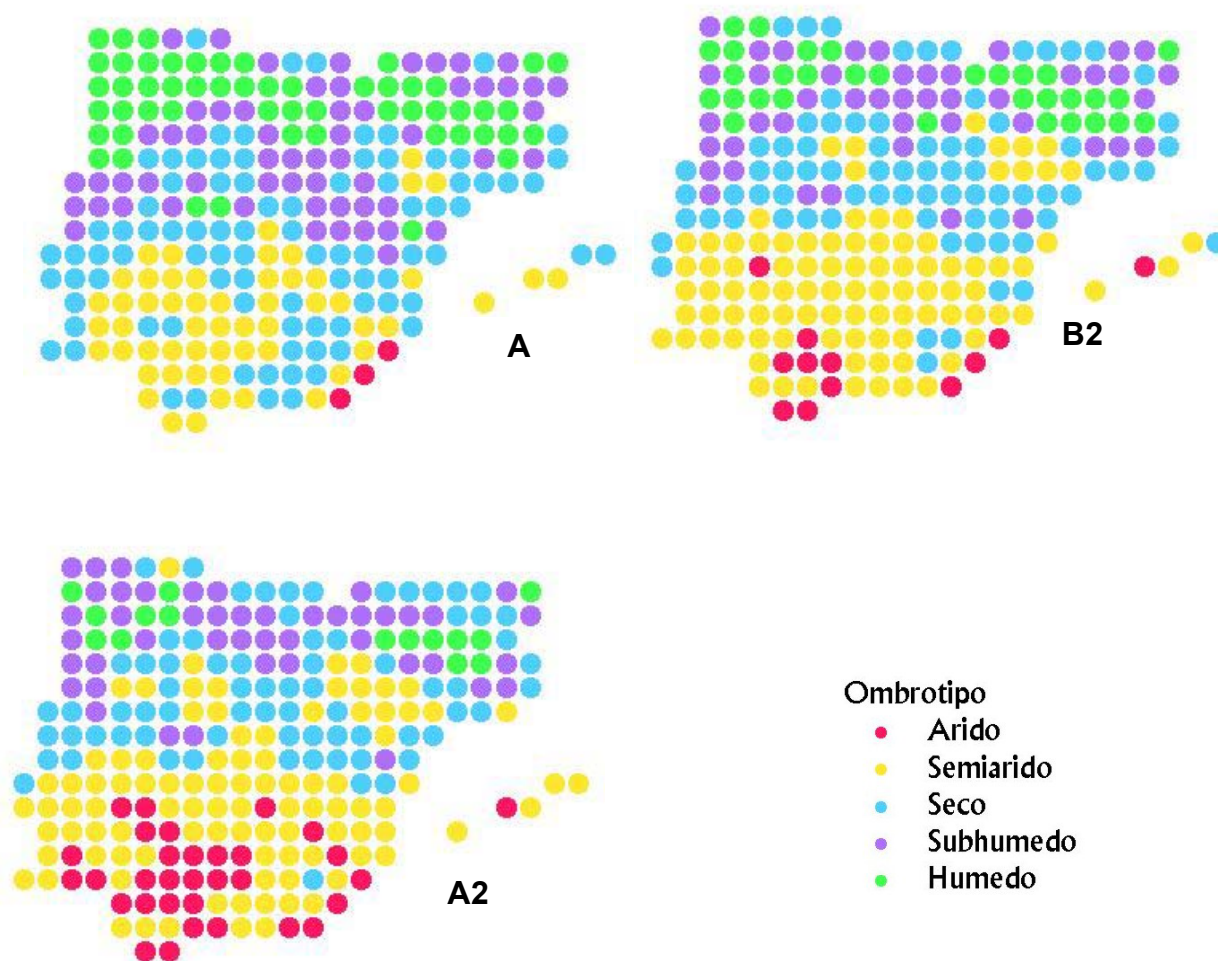 A
B2
A2
Ombrotipo
Arido
Semiarido
Seco
Subhumedo
Humedo